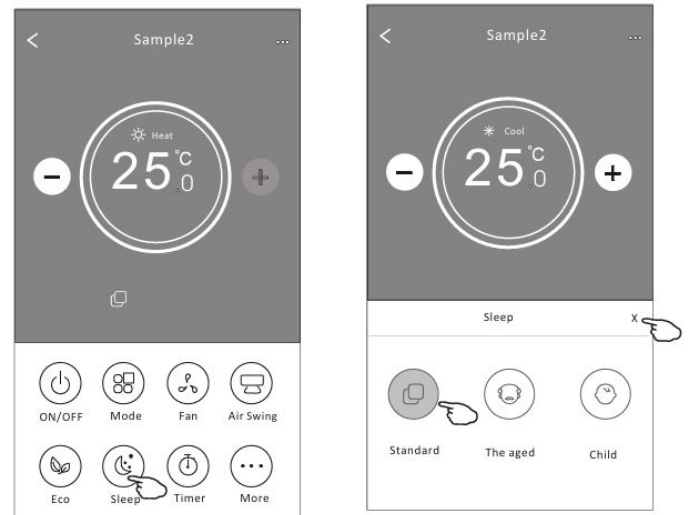 Sample2
...
Heat
25.0°C
ON/OFF Mode Fan Air Swing
Eco Sleep Timer More
Sample2
...
Cool
25.0°C
Sleep X
Standard The aged Child